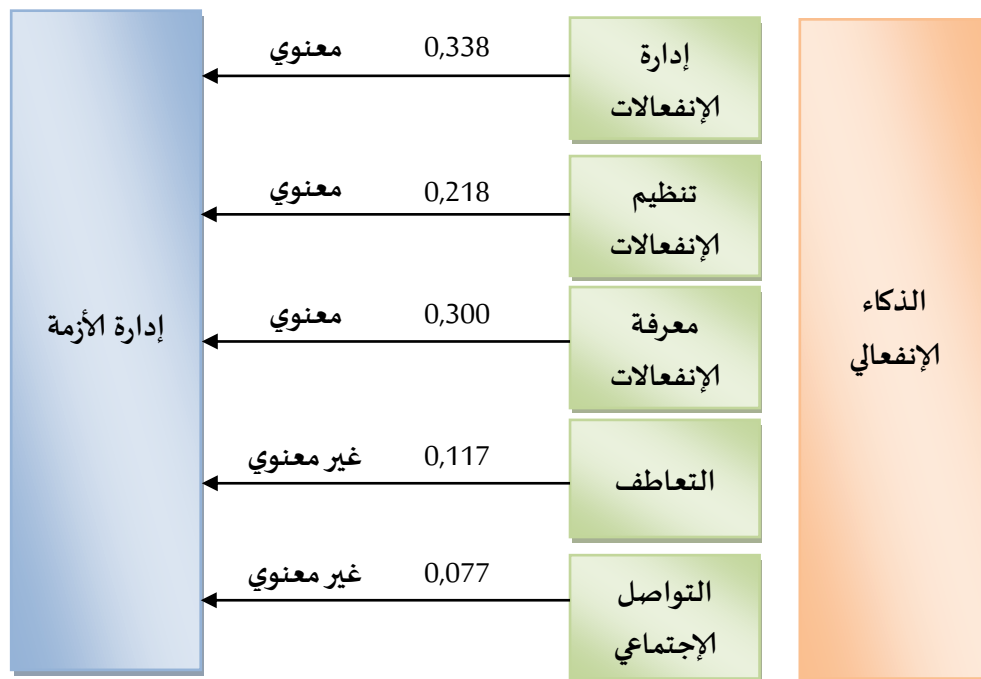 الذكاء
الإنفعالي
إدارة
الإنفعالات
0,338
معنوي
تنظيم
الإنفعالات
0,218
معنوي
معرفة
الإنفعالات
0,300
معنوي
التعاطف
0,117
غير معنوي
التواصل
الإجتماعي
0,077
غير معنوي
إدارة الأزمة